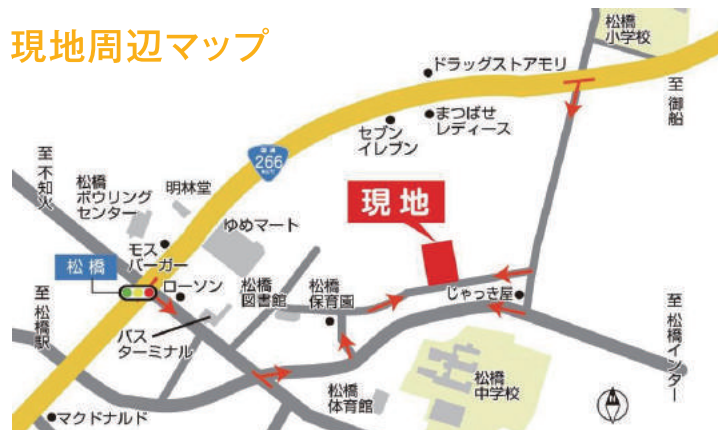 現地周辺マップ
松橋
小学校
ドラッグストアモリ
至 御船
まつばせ
レディース
セブン
イレブン
266
至 不知火
松橋
ボウリング
センター
明林堂
ゆめマート
現地
モス
バーガー
松橋
ローソン
松橋
図書館
松橋
保育園
じゃっき屋
至 松橋駅
バス
ターミナル
至 松橋インター
松橋
体育館
松橋
中学校
マクドナルド